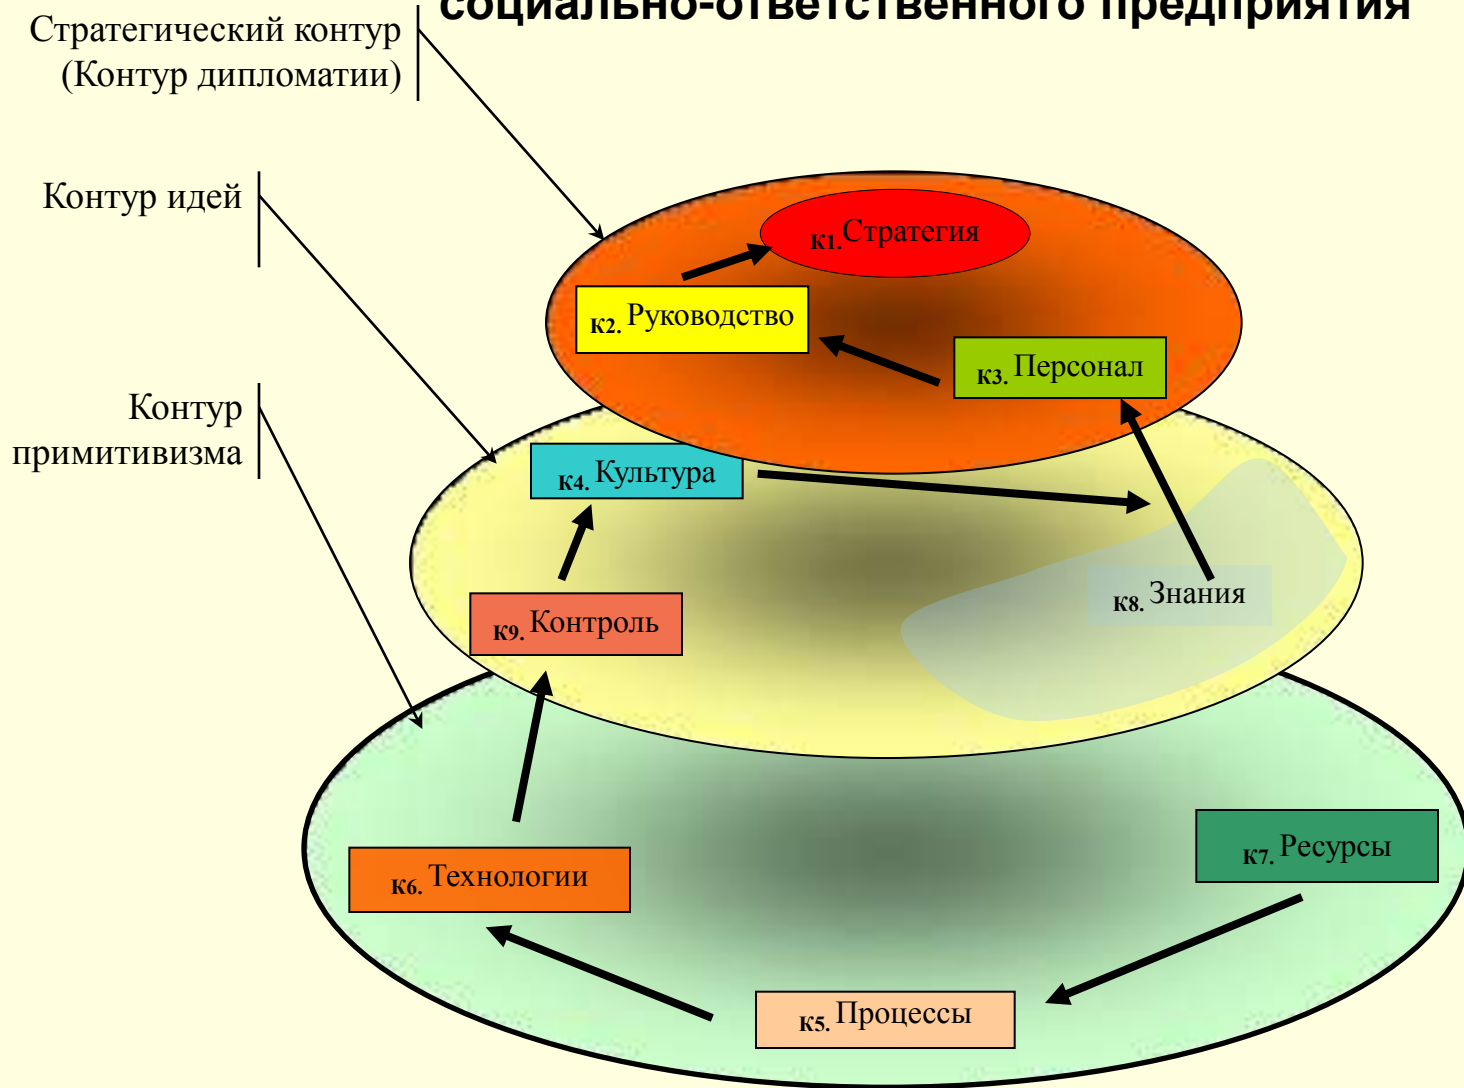 социально-ответственного предприятия
Стратегический контур
(Контур дипломатии)
Контур идей
Контур
примитивизма
К1. Стратегия
К2. Руководство
К3. Персонал
К4. Культура
К8. Знания
К9. Контроль
К7. Ресурсы
К6. Технологии
К5. Процессы